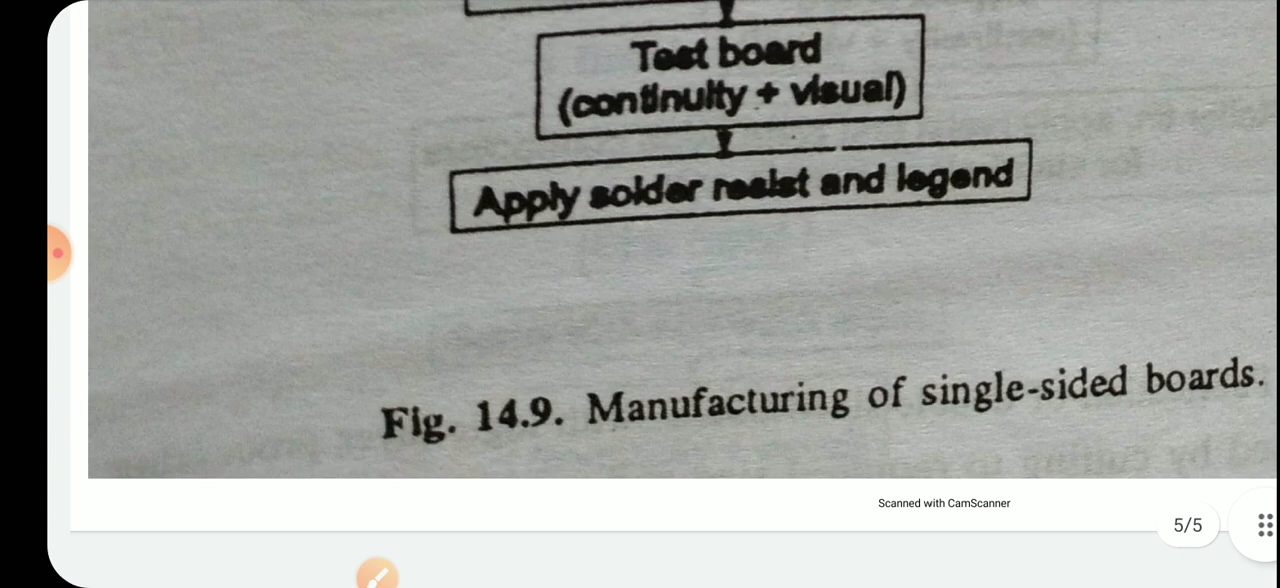 Test board
(continuity + visual)
Apply solder resist and legend
Fig. 14.9. Manufacturing of single-sided boards.
Scanned with CamScanner
5/5